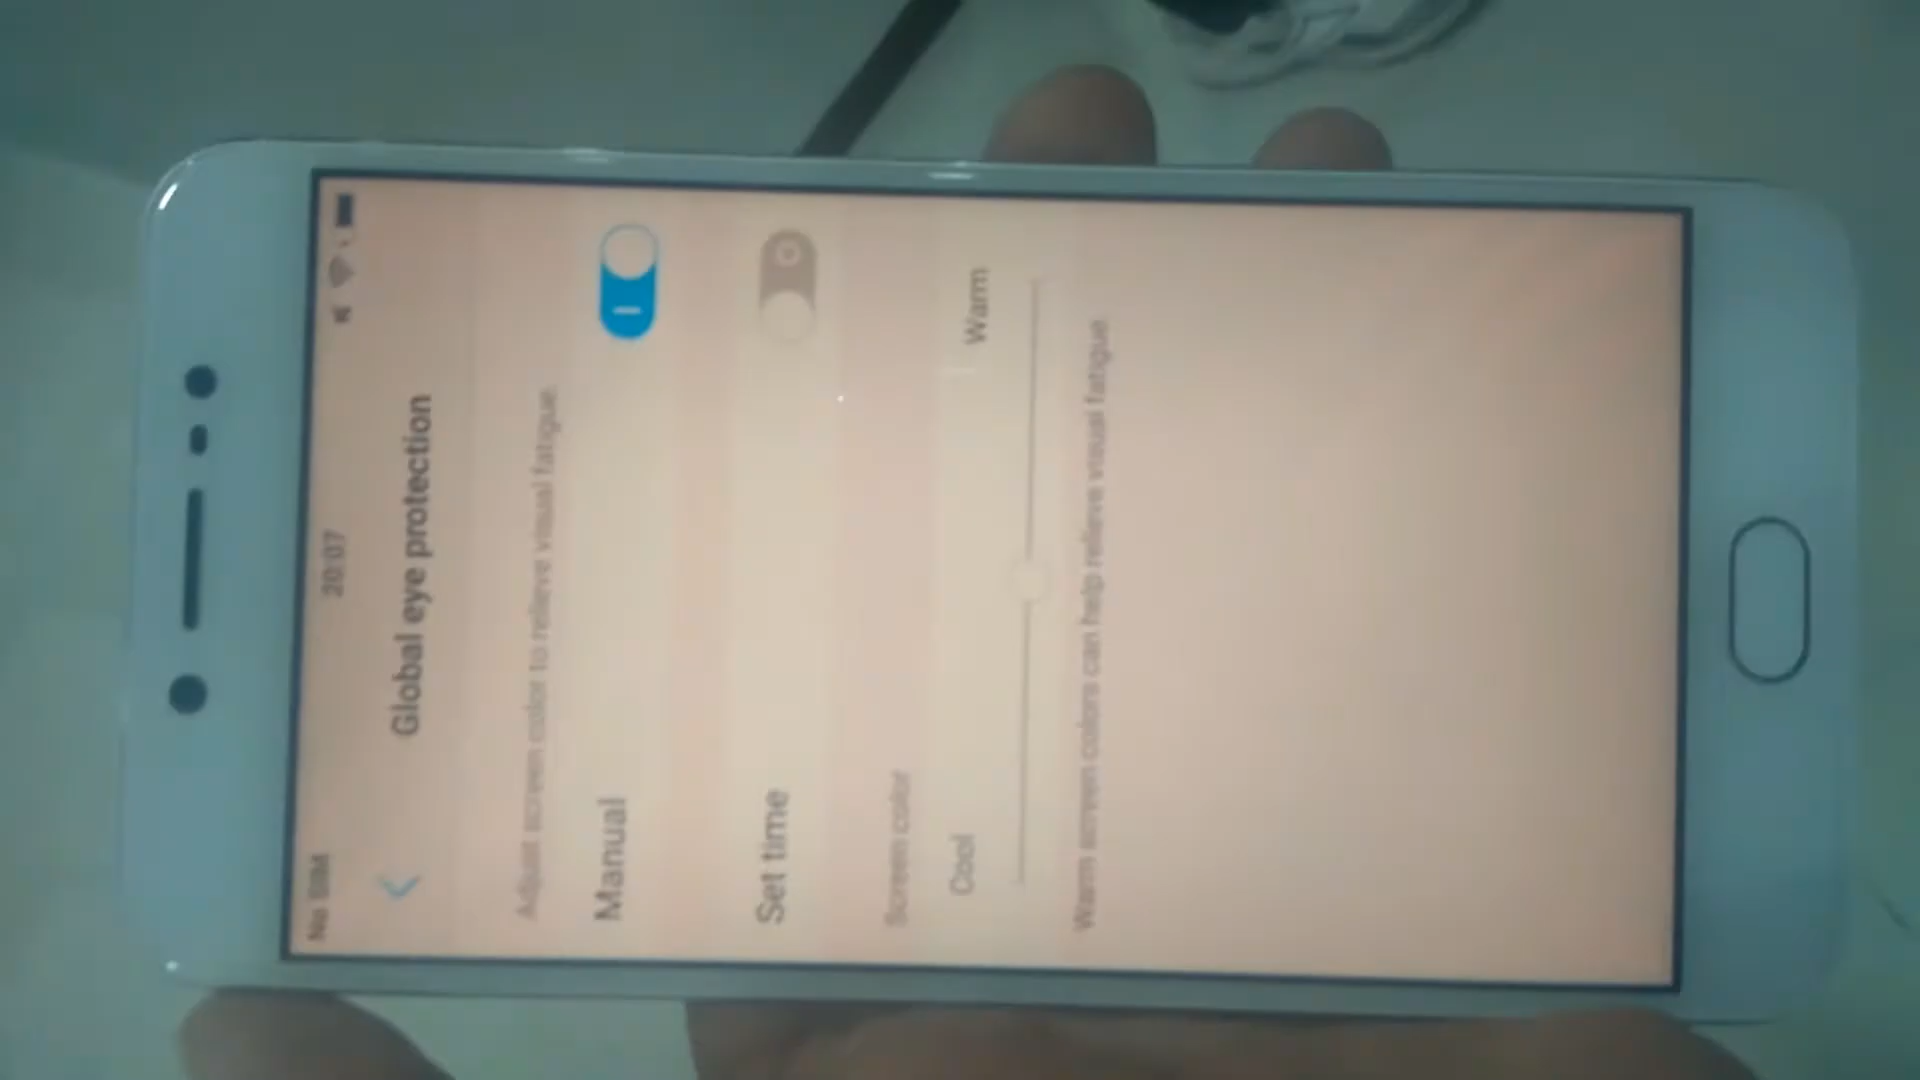 No SIM 20:07
Global eye protection
Adjust screen color to relieve visual fatigue.
Manual
Set time
Screen color
Cool Warm
Warm screen colors can help relieve visual fatigue.